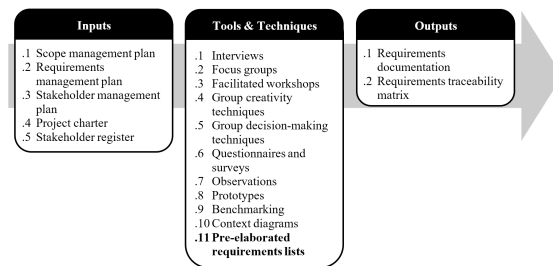 Inputs
.1 Scope management plan
.2 Requirements
management plan
.3 Stakeholder management
plan
.4 Project charter
.5 Stakeholder register
Tools & Techniques
.1 Interviews
.2 Focus groups
.3 Facilitated workshops
.4 Group creativity
techniques
.5 Group decision-making
techniques
.6 Questionnaires and
surveys
.7 Observations
.8 Prototypes
.9 Benchmarking
.10 Context diagrams
.11 Pre-elaborated
requirements lists
Outputs
.1 Requirements
documentation
.2 Requirements traceability
matrix